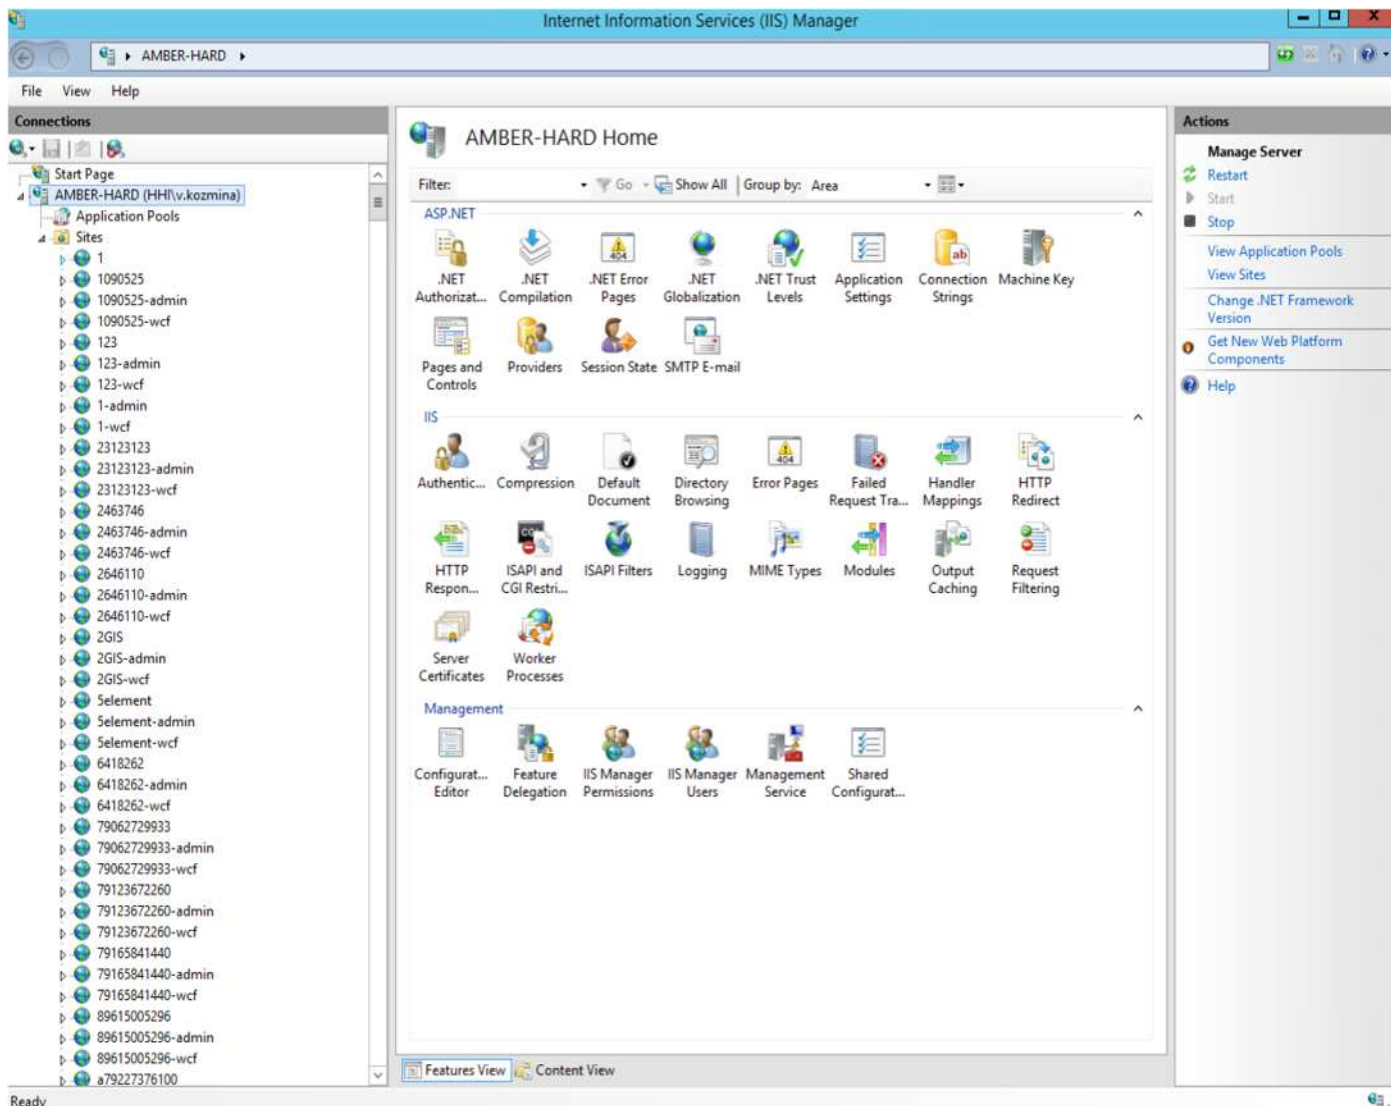 Internet Information Services (IIS) Manager
AMBER-HARD
File View Help
Connections
Start Page
AMBER-HARD (HHI\v.kozmina)
Application Pools
Sites
1
1090525
1090525-admin
1090525-wcf
123
123-admin
123-wcf
1-admin
1-wcf
23123123
23123123-admin
23123123-wcf
2463746
2463746-admin
2463746-wcf
2646110
2646110-admin
2646110-wcf
2GIS
2GIS-admin
2GIS-wcf
5element
5element-admin
5element-wcf
6418262
6418262-admin
6418262-wcf
79062729933
79062729933-admin
79062729933-wcf
79123672260
79123672260-admin
79123672260-wcf
79165841440
79165841440-admin
79165841440-wcf
89615005296
89615005296-admin
89615005296-wcf
a79227376100
AMBER-HARD Home
Filter: Go Show All Group by: Area
ASP.NET
.NET .NET .NET Error .NET .NET Trust Application Connection Machine Key
Authorizat... Compilation Pages Globalization Levels Settings Strings
Pages and Providers Session State SMTP E-mail
Controls
IIS
404
Authentic... Compression Default Directory Error Pages Failed Handler HTTP
Document Browsing Request Tra... Mappings Redirect
HTTP ISAPI and ISAPI Filters Logging MIME Types Modules Output Request
Respon... CGI Restri... Caching Filtering
Server Worker
Certificates Processes
Management
Configurat... Feature IIS Manager IIS Manager Management Shared
Editor Delegation Permissions Users Service Configurat...
Features View Content View
Actions
Manage Server
Restart
Start
Stop
View Application Pools
View Sites
Change .NET Framework
Version
Get New Web Platform
Components
Help
Ready